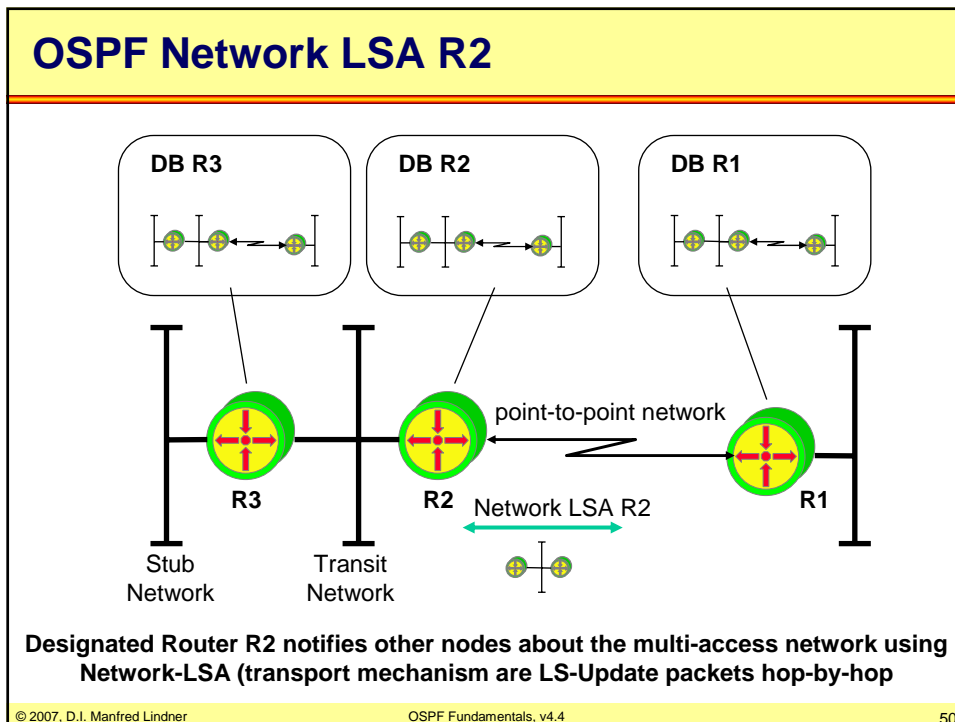 OSPF Network LSA R2
DB R3
DB R2
DB R1
point-to-point network
R3
R2
R1
Network LSA R2
Stub
Network
Transit
Network
Designated Router R2 notifies other nodes about the multi-access network using
Network-LSA (transport mechanism are LS-Update packets hop-by-hop
© 2007, D.I. Manfred Lindner
OSPF Fundamentals, v4.4
50